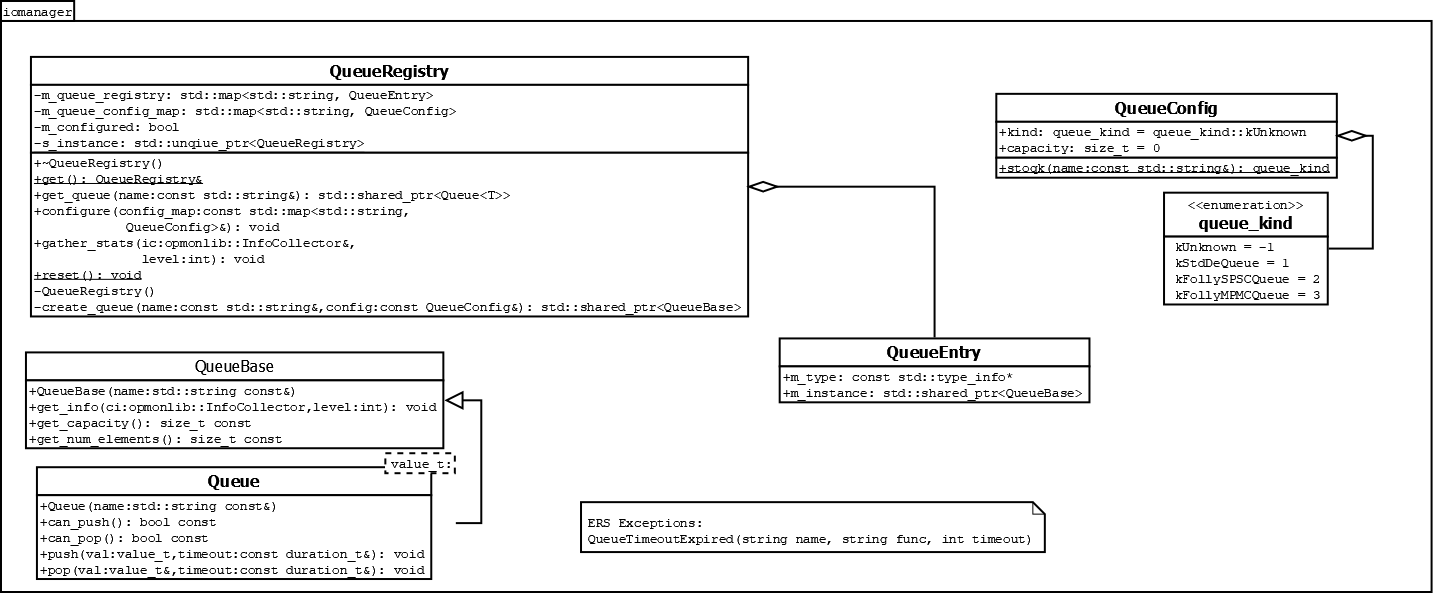 iomanager
QueueRegistry
-m_queue_registry: std::map<std::string, QueueEntry>
-m_queue_config_map: std::map<std::string, QueueConfig>
-m_configured: bool
-s_instance: std::unqiue_ptr<QueueRegistry>
+~QueueRegistry()
+get(): QueueRegistry&
+get_queue(name:const std::string&): std::shared_ptr<Queue<T>>
+configure(config_map:const std::map<std::string,
QueueConfig>&): void
+gather_stats(ic:opmonlib::InfoCollector&,
level:int): void
+reset(): void
-QueueRegistry()
-create_queue(name:const std::string&,config:const QueueConfig&): std::shared_ptr<QueueBase>
QueueConfig
+kind: queue_kind = queue_kind::kUnknown
+capacity: size_t = 0
+stoqk(name:const std::string&): queue_kind
<<enumeration>>
queue_kind
kUnknown = -1
kStdDeQueue = 1
kFollySPSCQueue = 2
kFollyMPMCQueue = 3
QueueEntry
+m_type: const std::type_info*
+m_instance: std::shared_ptr<QueueBase>
QueueBase
+QueueBase(name:std::string const&)
+get_info(ci:opmonlib::InfoCollector,level:int): void
+get_capacity(): size_t const
+get_num_elements(): size_t const
value_t:
Queue
+Queue(name:std::string const&)
+can_push(): bool const
+can_pop(): bool const
+push(val:value_t,timeout:const duration_t&): void
+pop(val:value_t&,timeout:const duration_t&): void
ERS Exceptions:
QueueTimeoutExpired(string name, string func, int timeout)